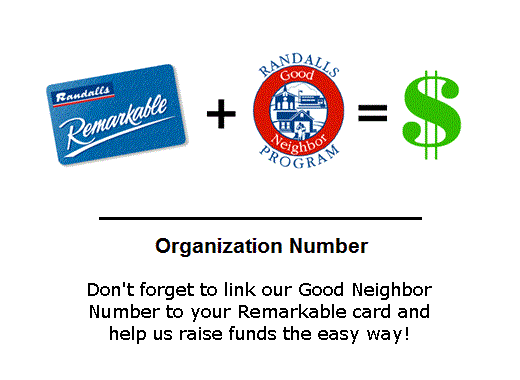 Randalls
Remarkable
+
RANDALLS
Good
Neighbor
PROGRAM
=
$
Organization Number
Don't forget to link our Good Neighbor
Number to your Remarkable card and
help us raise funds the easy way!